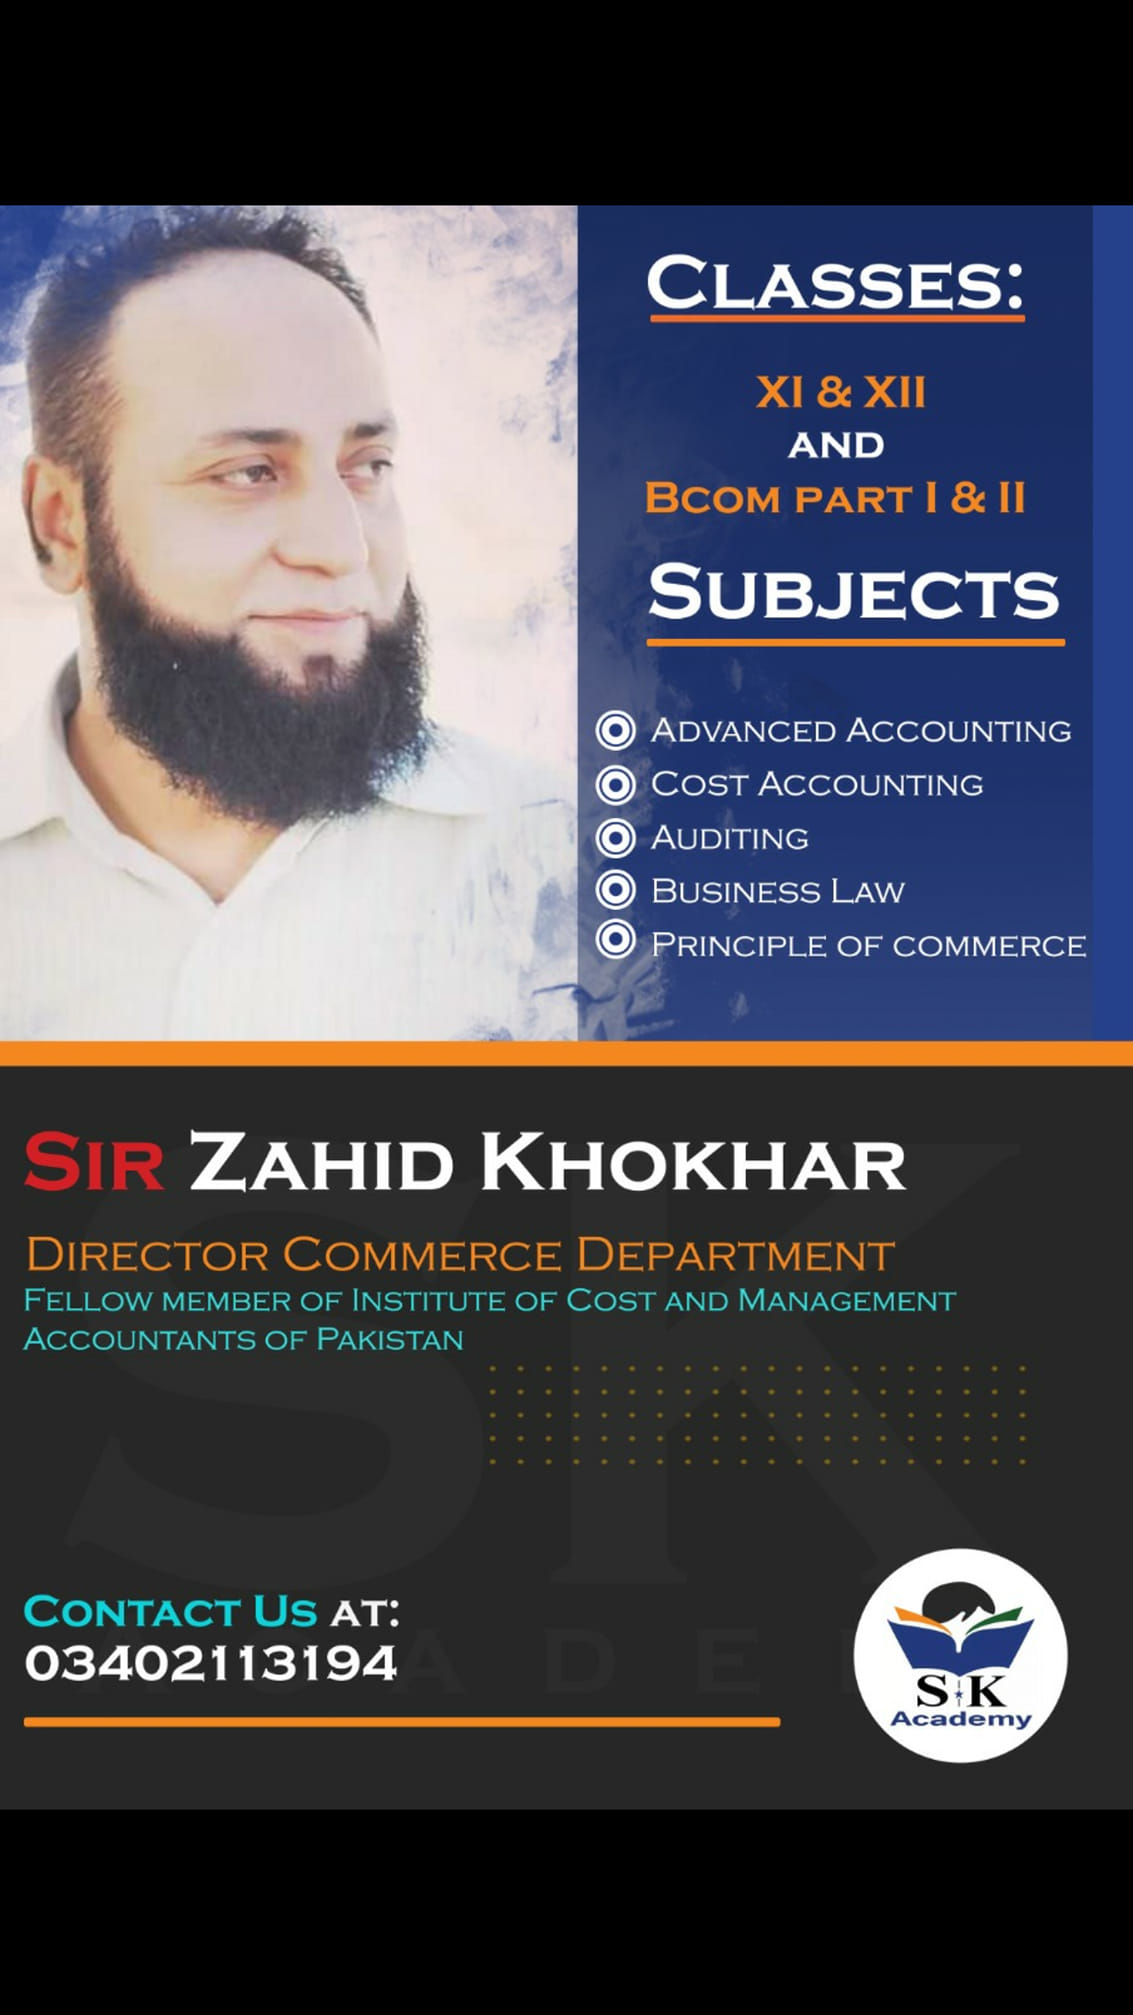 Classes:
XI & XII
and
Bcom part I & II
Subjects
Advanced Accounting
Cost Accounting
Auditing
Business Law
Principle of commerce
Sir Zahid Khokhar
Director Commerce Department
Fellow member of Institute of Cost and Management
Accountants of Pakistan
Contact Us at:
03402113194
SK
Academy